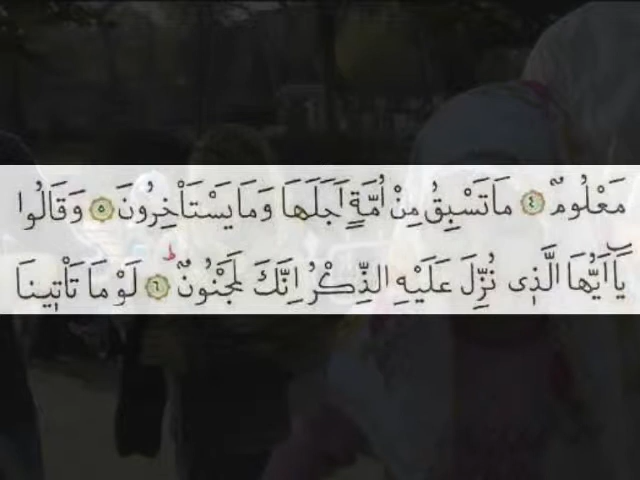 مَعْلُومٌ ﴿٤﴾ مَا تَسْبِقُ مِنْ اُمَّةٍ اَجَلَهَا وَمَا يَسْتَأْخِرُونَ ﴿٥﴾ وَقَالُوا
يَٓا اَيُّهَا الَّذ۪ي نُزِّلَ عَلَيْهِ الذِّكْرُ اِنَّكَ لَمَجْنُونٌ ۜ ﴿٦﴾ لَوْ مَا تَأْت۪ينَا